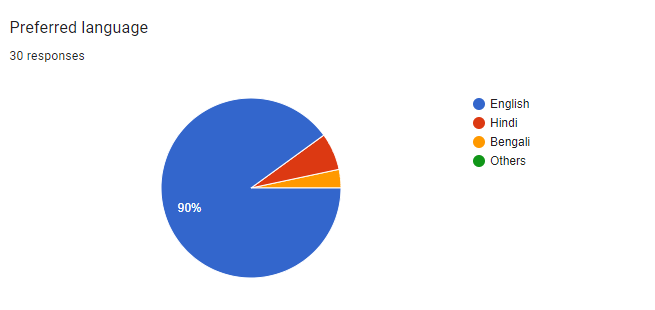 Preferred language
30 responses
English
Hindi
Bengali
Others
90%